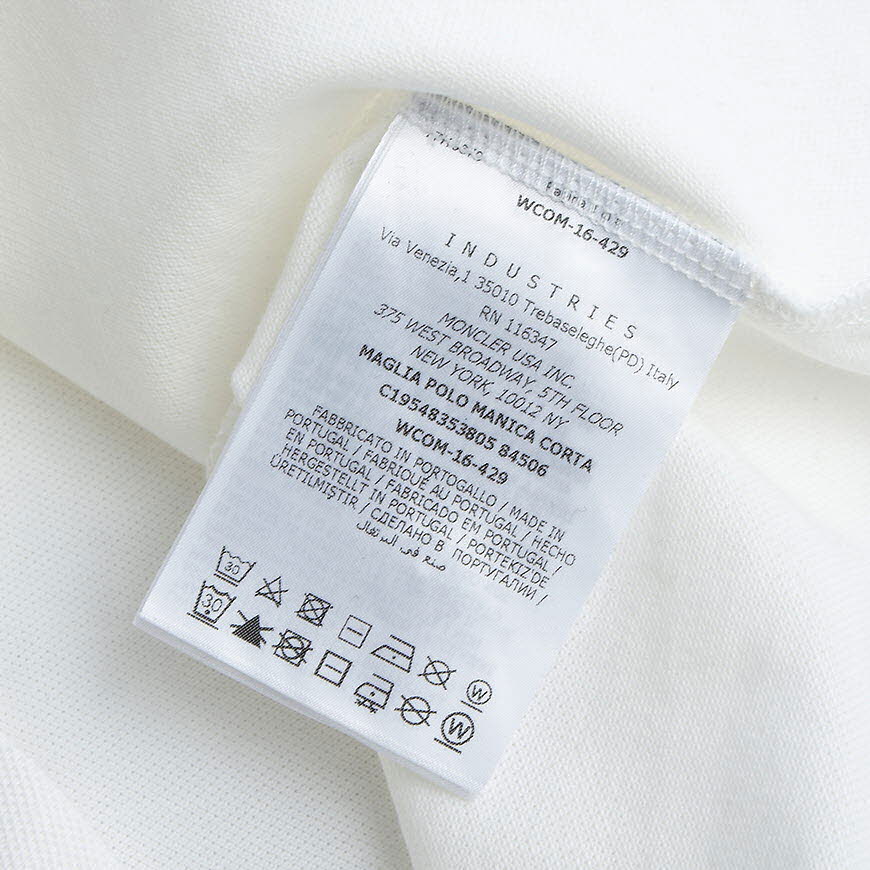 WCOM-16-429
INDUSTRIES
Via Venezia,1 35010 Trebaseleghe(PD) Italy
RN 116347
MONCLER USA INC.
375 WEST BROADWAY, 5TH FLOOR
NEW YORK, 10012 NY
MAGLIA POLO MANICA CORTA
C19548353805 84506
WCOM-16-429
FABBRICATO IN PORTOGALLO / MADE IN
PORTUGAL / FABRIQUÉ AU PORTUGAL / HECHO
EN PORTUGAL / FABRICADO EM PORTUGAL /
HERGESTELLT IN PORTUGAL / PORTEKIZ'DE
ÜRETILMIŞTIR / СДЕЛАНО В ПОРТУГАЛИИ /
صنع في البرتغال
30
W
30
W